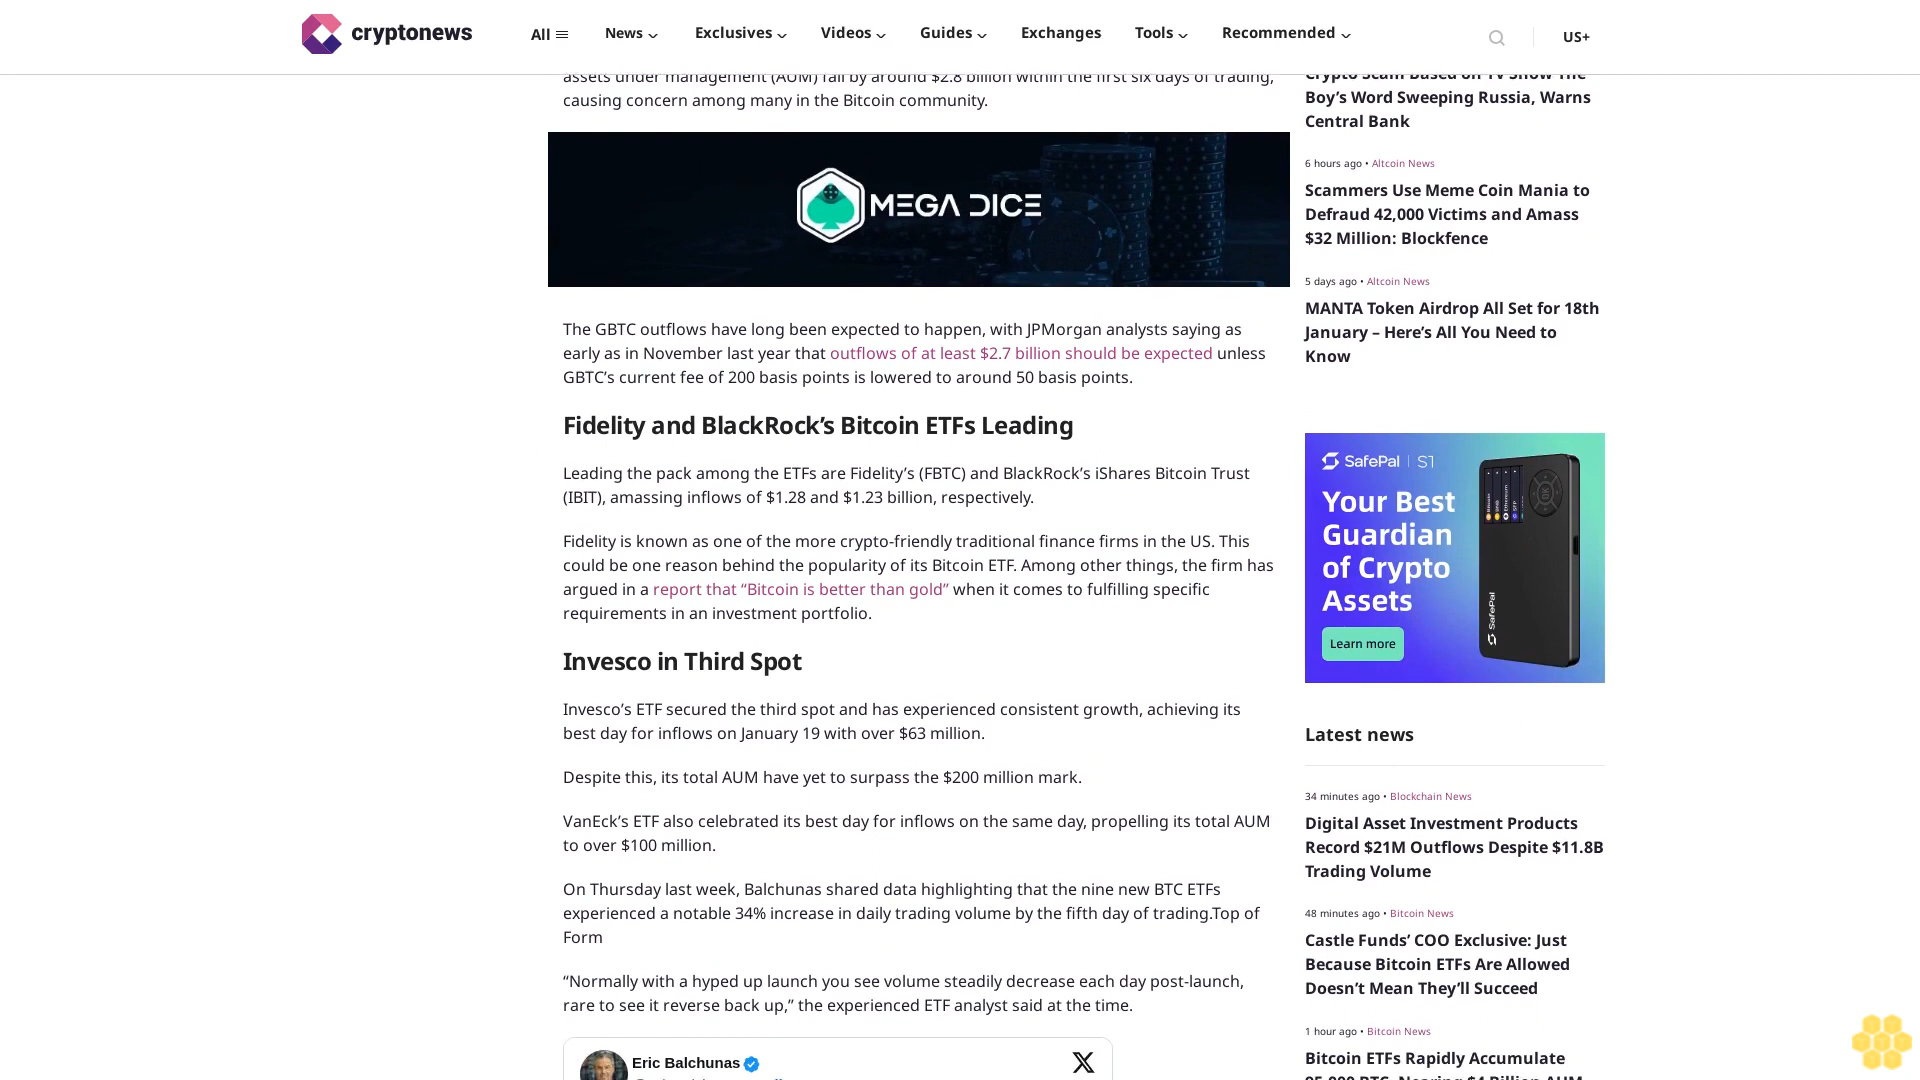 cryptonews
All
News
Exclusives
Videos
Guides
Exchanges
Tools
Recommended
US+
assets under management (AUM) fall by around $2.8 billion within the first six days of trading,
causing concern among many in the Bitcoin community.
MEGA DICE
The GBTC outflows have long been expected to happen, with JPMorgan analysts saying as
early as in November last year that outflows of at least $2.7 billion should be expected unless
GBTC’s current fee of 200 basis points is lowered to around 50 basis points.
Fidelity and BlackRock’s Bitcoin ETFs Leading
Leading the pack among the ETFs are Fidelity’s (FBTC) and BlackRock’s iShares Bitcoin Trust
(IBIT), amassing inflows of $1.28 and $1.23 billion, respectively.
Fidelity is known as one of the more crypto-friendly traditional finance firms in the US. This
could be one reason behind the popularity of its Bitcoin ETF. Among other things, the firm has
argued in a report that “Bitcoin is better than gold” when it comes to fulfilling specific
requirements in an investment portfolio.
Invesco in Third Spot
Invesco’s ETF secured the third spot and has experienced consistent growth, achieving its
best day for inflows on January 19 with over $63 million.
Despite this, its total AUM have yet to surpass the $200 million mark.
VanEck’s ETF also celebrated its best day for inflows on the same day, propelling its total AUM
to over $100 million.
On Thursday last week, Balchunas shared data highlighting that the nine new BTC ETFs
experienced a notable 34% increase in daily trading volume by the fifth day of trading.Top of
Form
“Normally with a hyped up launch you see volume steadily decrease each day post-launch,
rare to see it reverse back up,” the experienced ETF analyst said at the time.
Eric Balchunas
Crypto Scam Based on TV Show The
Boy’s Word Sweeping Russia, Warns
Central Bank
6 hours ago • Altcoin News
Scammers Use Meme Coin Mania to
Defraud 42,000 Victims and Amass
$32 Million: Blockfence
5 days ago • Altcoin News
MANTA Token Airdrop All Set for 18th
January – Here’s All You Need to
Know
SafePal | S1
Your Best
Guardian
of Crypto
Assets
Learn more
SafePal
Latest news
34 minutes ago • Blockchain News
Digital Asset Investment Products
Record $21M Outflows Despite $11.8B
Trading Volume
48 minutes ago • Bitcoin News
Castle Funds’ COO Exclusive: Just
Because Bitcoin ETFs Are Allowed
Doesn’t Mean They’ll Succeed
1 hour ago • Bitcoin News
Bitcoin ETFs Rapidly Accumulate
95,000 BTC, Nearing $4 Billion AUM